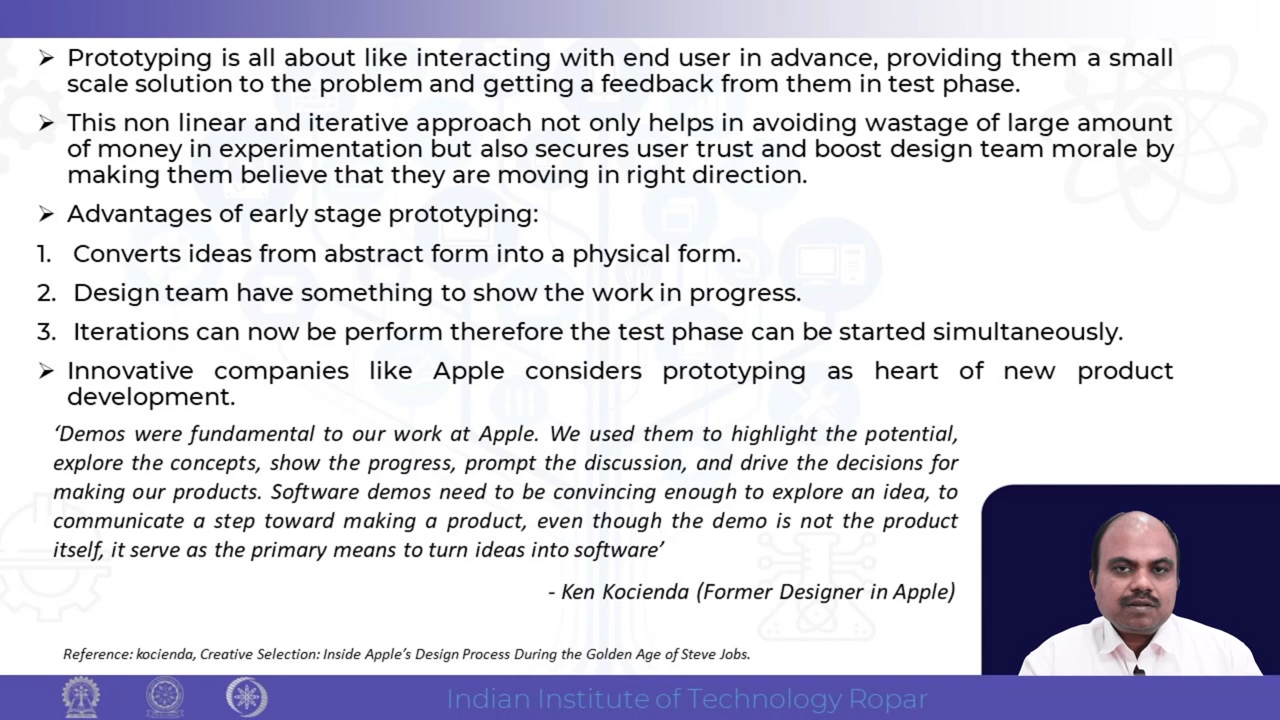 ➢ Prototyping is all about like interacting with end user in advance, providing them a small
scale solution to the problem and getting a feedback from them in test phase.
➢ This non linear and iterative approach not only helps in avoiding wastage of large amount
of money in experimentation but also secures user trust and boost design team morale by
making them believe that they are moving in right direction.
➢ Advantages of early stage prototyping:
1. Converts ideas from abstract form into a physical form.
2. Design team have something to show the work in progress.
3. Iterations can now be perform therefore the test phase can be started simultaneously.
➢ Innovative companies like Apple considers prototyping as heart of new product
development.
‘Demos were fundamental to our work at Apple. We used them to highlight the potential,
explore the concepts, show the progress, prompt the discussion, and drive the decisions for
making our products. Software demos need to be convincing enough to explore an idea, to
communicate a step toward making a product, even though the demo is not the product
itself, it serve as the primary means to turn ideas into software’
- Ken Kocienda (Former Designer in Apple)
Reference: kocienda, Creative Selection: Inside Apple’s Design Process During the Golden Age of Steve Jobs.
Indian Institute of Technology Ropar